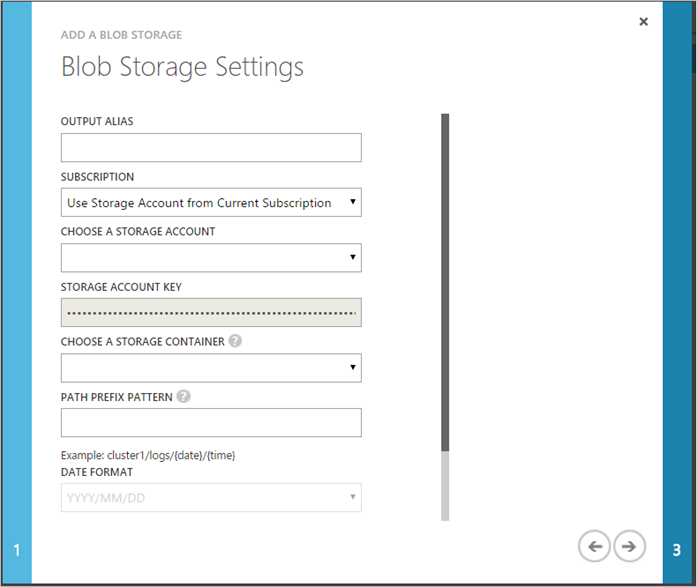 ADD A BLOB STORAGE
Blob Storage Settings
OUTPUT ALIAS
SUBSCRIPTION
Use Storage Account from Current Subscription
CHOOSE A STORAGE ACCOUNT
STORAGE ACCOUNT KEY
CHOOSE A STORAGE CONTAINER ?
PATH PREFIX PATTERN ?
Example: cluster1/logs/{date}/{time}
DATE FORMAT
YYYY/MM/DD
1
3